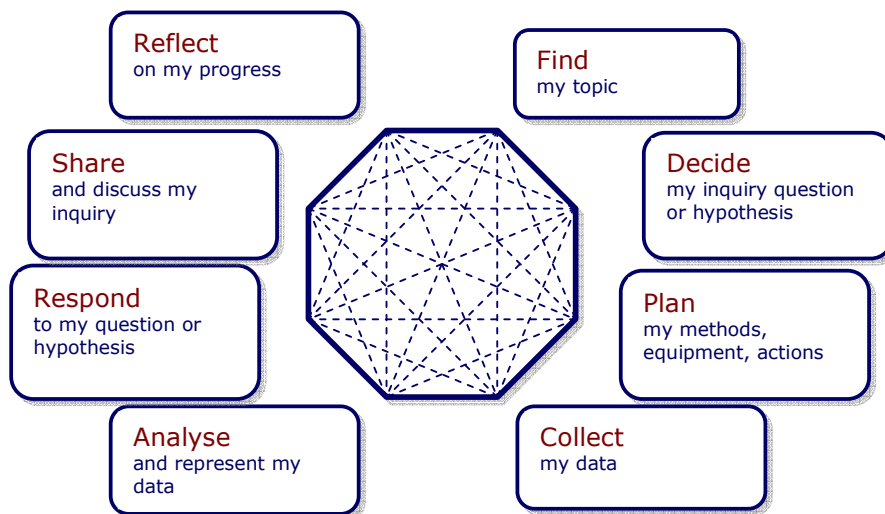 Reflect
on my progress
Find
my topic
Share
and discuss my
inquiry
Decide
my inquiry question
or hypothesis
Respond
to my question or
hypothesis
Plan
my methods,
equipment, actions
Analyse
and represent my
data
Collect
my data